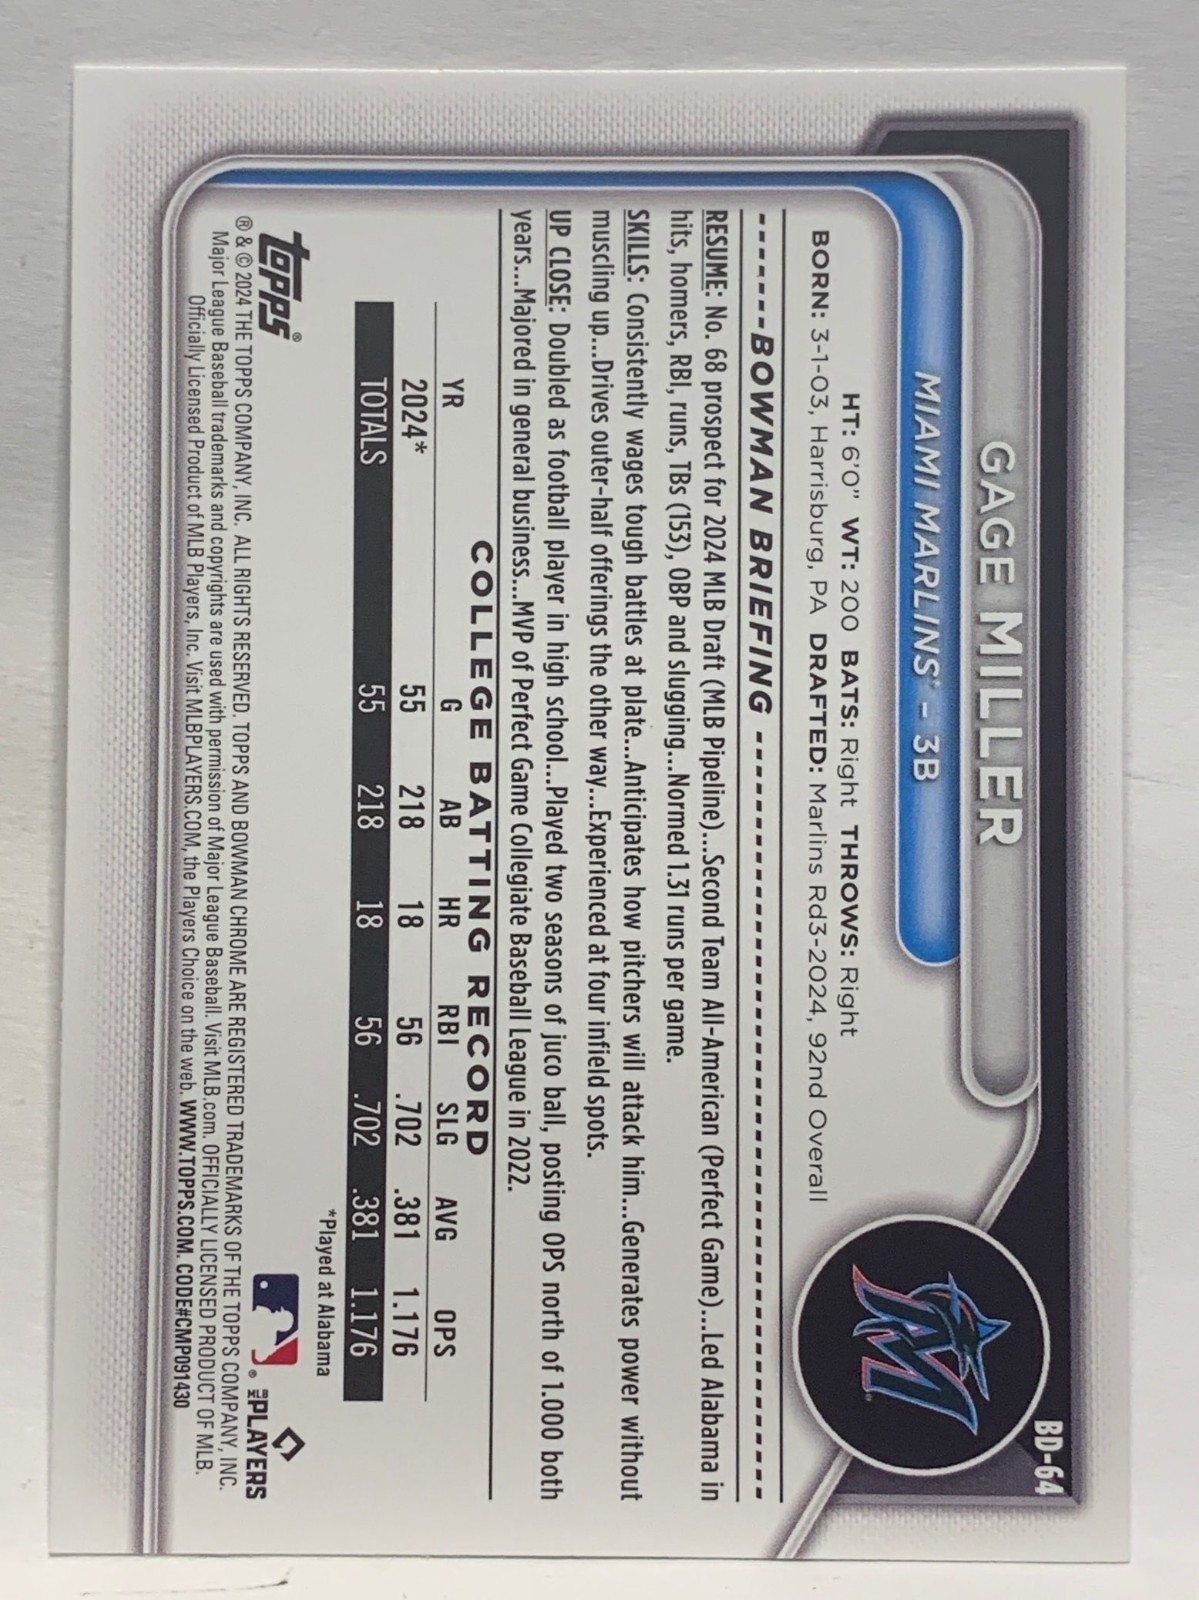 BD-64
GAGE MILLER
MIAMI MARLINS® - 3B
HT: 6'0" WT: 200 BATS: Right THROWS: Right
BORN: 3-1-03, Harrisburg, PA DRAFTED: Marlins Rd3-2024, 92nd Overall
BOWMAN BRIEFING
RESUME: No. 68 prospect for 2024 MLB Draft (MLB Pipeline)...Second Team All-American (Perfect Game)...Led Alabama in
hits, homers, RBI, runs, TBs (153), OBP and slugging...Normed 1.31 runs per game.
SKILLS: Consistently wages tough battles at plate...Anticipates how pitchers will attack him...Generates power without
muscling up...Drives outer-half offerings the other way...Experienced at four infield spots.
UP CLOSE: Doubled as football player in high school...Played two seasons of juco ball, posting OPS north of 1.000 both
years...Majored in general business...MVP of Perfect Game Collegiate Baseball League in 2022.
COLLEGE BATTING RECORD
YR G AB HR RBI SLG AVG OPS
2024* 55 218 18 56 .702 .381 1.176
TOTALS 55 218 18 56 .702 .381 1.176
*Played at Alabama
topps®
MLB PLAYERS
® & © 2024 THE TOPPS COMPANY, INC. ALL RIGHTS RESERVED. TOPPS AND BOWMAN CHROME ARE REGISTERED TRADEMARKS OF THE TOPPS COMPANY, INC.
Major League Baseball trademarks and copyrights are used with permission of Major League Baseball. Visit MLB.com. OFFICIALLY LICENSED PRODUCT OF MLB.
Officially Licensed Product of MLB Players, Inc. Visit MLBPLAYERS.COM, the Players Choice on the web. WWW.TOPPS.COM. CODE#CMP091430